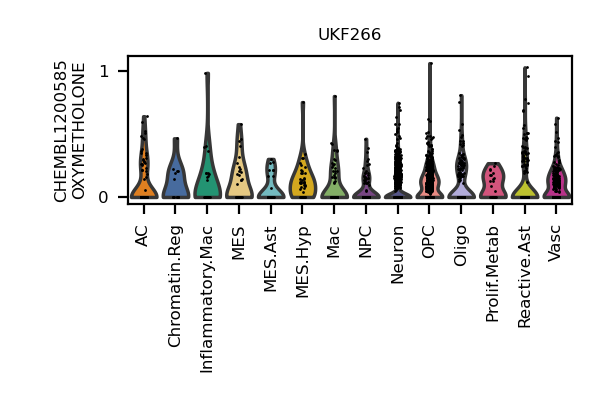 UKF266
CHEMBL1200585
OXYMETHOLONE
1
0
AC
Chromatin.Reg
Inflammatory.Mac
MES
MES.Ast
MES.Hyp
Mac
NPC
Neuron
OPC
Oligo
Prolif.Metab
Reactive.Ast
Vasc